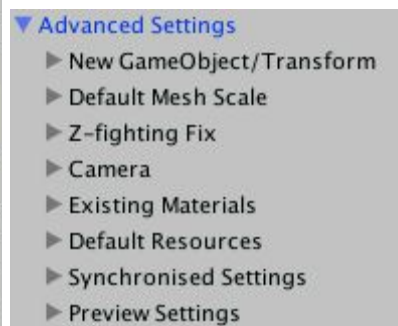 Advanced Settings
New GameObject/Transform
Default Mesh Scale
Z-fighting Fix
Camera
Existing Materials
Default Resources
Synchronised Settings
Preview Settings